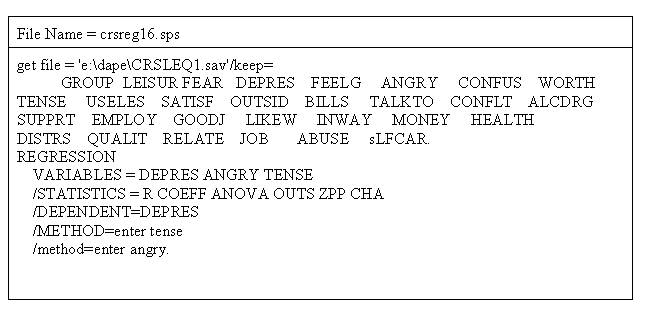 File Name = crsreg16.sps
get file = 'e:\dape\CRSLEQ1.sav'/keep=
GROUP LEISUR FEAR DEPRES FEELG ANGRY CONFUS WORTH
TENSE USELES SATISF OUTSID BILLS TALKTO CONFLT ALCDRG
SUPPRT EMPLOY GOODJ LIKEW INWAY MONEY HEALTH
DISTRS QUALIT RELATE JOB ABUSE sLFCAR.
REGRESSION
VARIABLES = DEPRES ANGRY TENSE
/STATISTICS = R COEFF ANOVA OUTS ZPP CHA
/DEPENDENT=DEPRES
/METHOD=enter tense
/method=enter angry.